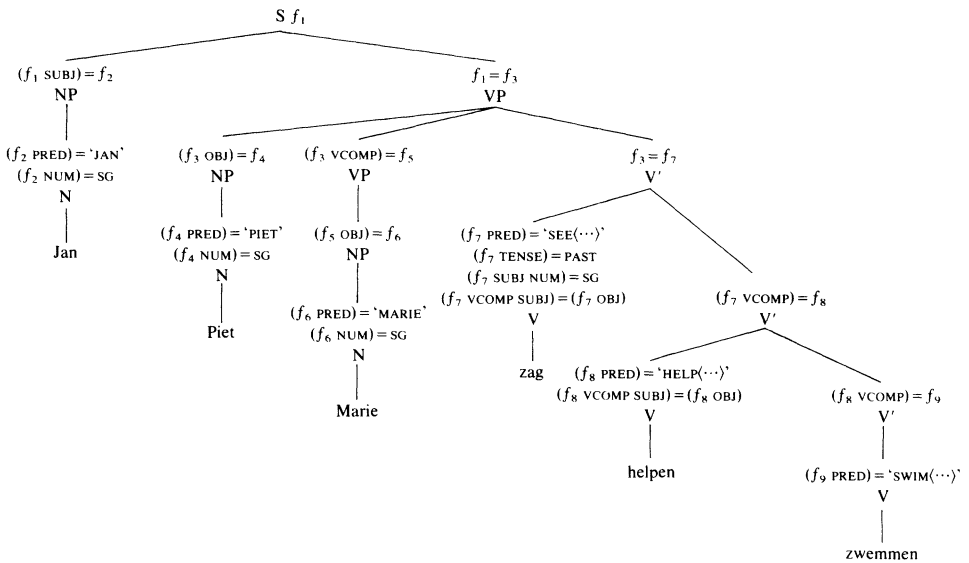 S f₁
(f₁ SUBJ) = f₂
NP
f₁ = f₃
VP
(f₂ PRED) = ‘JAN’
(f₂ NUM) = SG
N
Jan
(f₃ OBJ) = f₄
NP
(f₃ VCOMP) = f₅
VP
f₃ = f₇
V′
(f₄ PRED) = ‘PIET’
(f₄ NUM) = SG
N
Piet
(f₅ OBJ) = f₆
NP
(f₆ PRED) = ‘MARIE’
(f₆ NUM) = SG
N
Marie
(f₇ PRED) = ‘SEE⟨···⟩’
(f₇ TENSE) = PAST
(f₇ SUBJ NUM) = SG
(f₇ VCOMP SUBJ) = (f₇ OBJ)
V
zag
(f₇ VCOMP) = f₈
V′
(f₈ PRED) = ‘HELP⟨···⟩’
(f₈ VCOMP SUBJ) = (f₈ OBJ)
V
helpen
(f₈ VCOMP) = f₉
V′
(f₉ PRED) = ‘SWIM⟨···⟩’
V
zwemmen